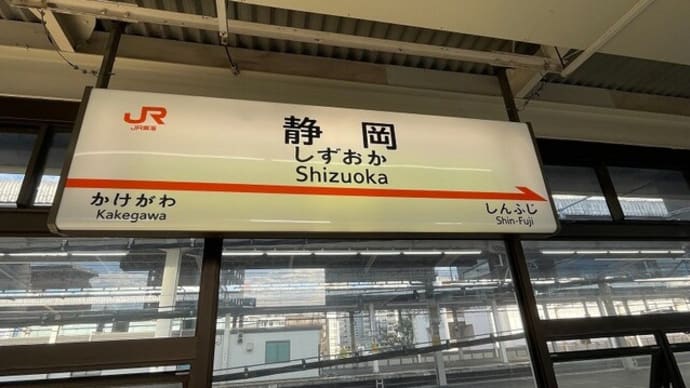 JR
JR東海
静岡
しずおか
Shizuoka
かけがわ
Kakegawa
しんふじ
Shin-Fuji